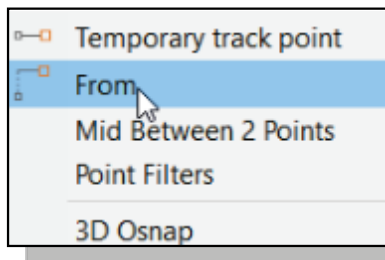 Temporary track point
From
Mid Between 2 Points
Point Filters
3D Osnap